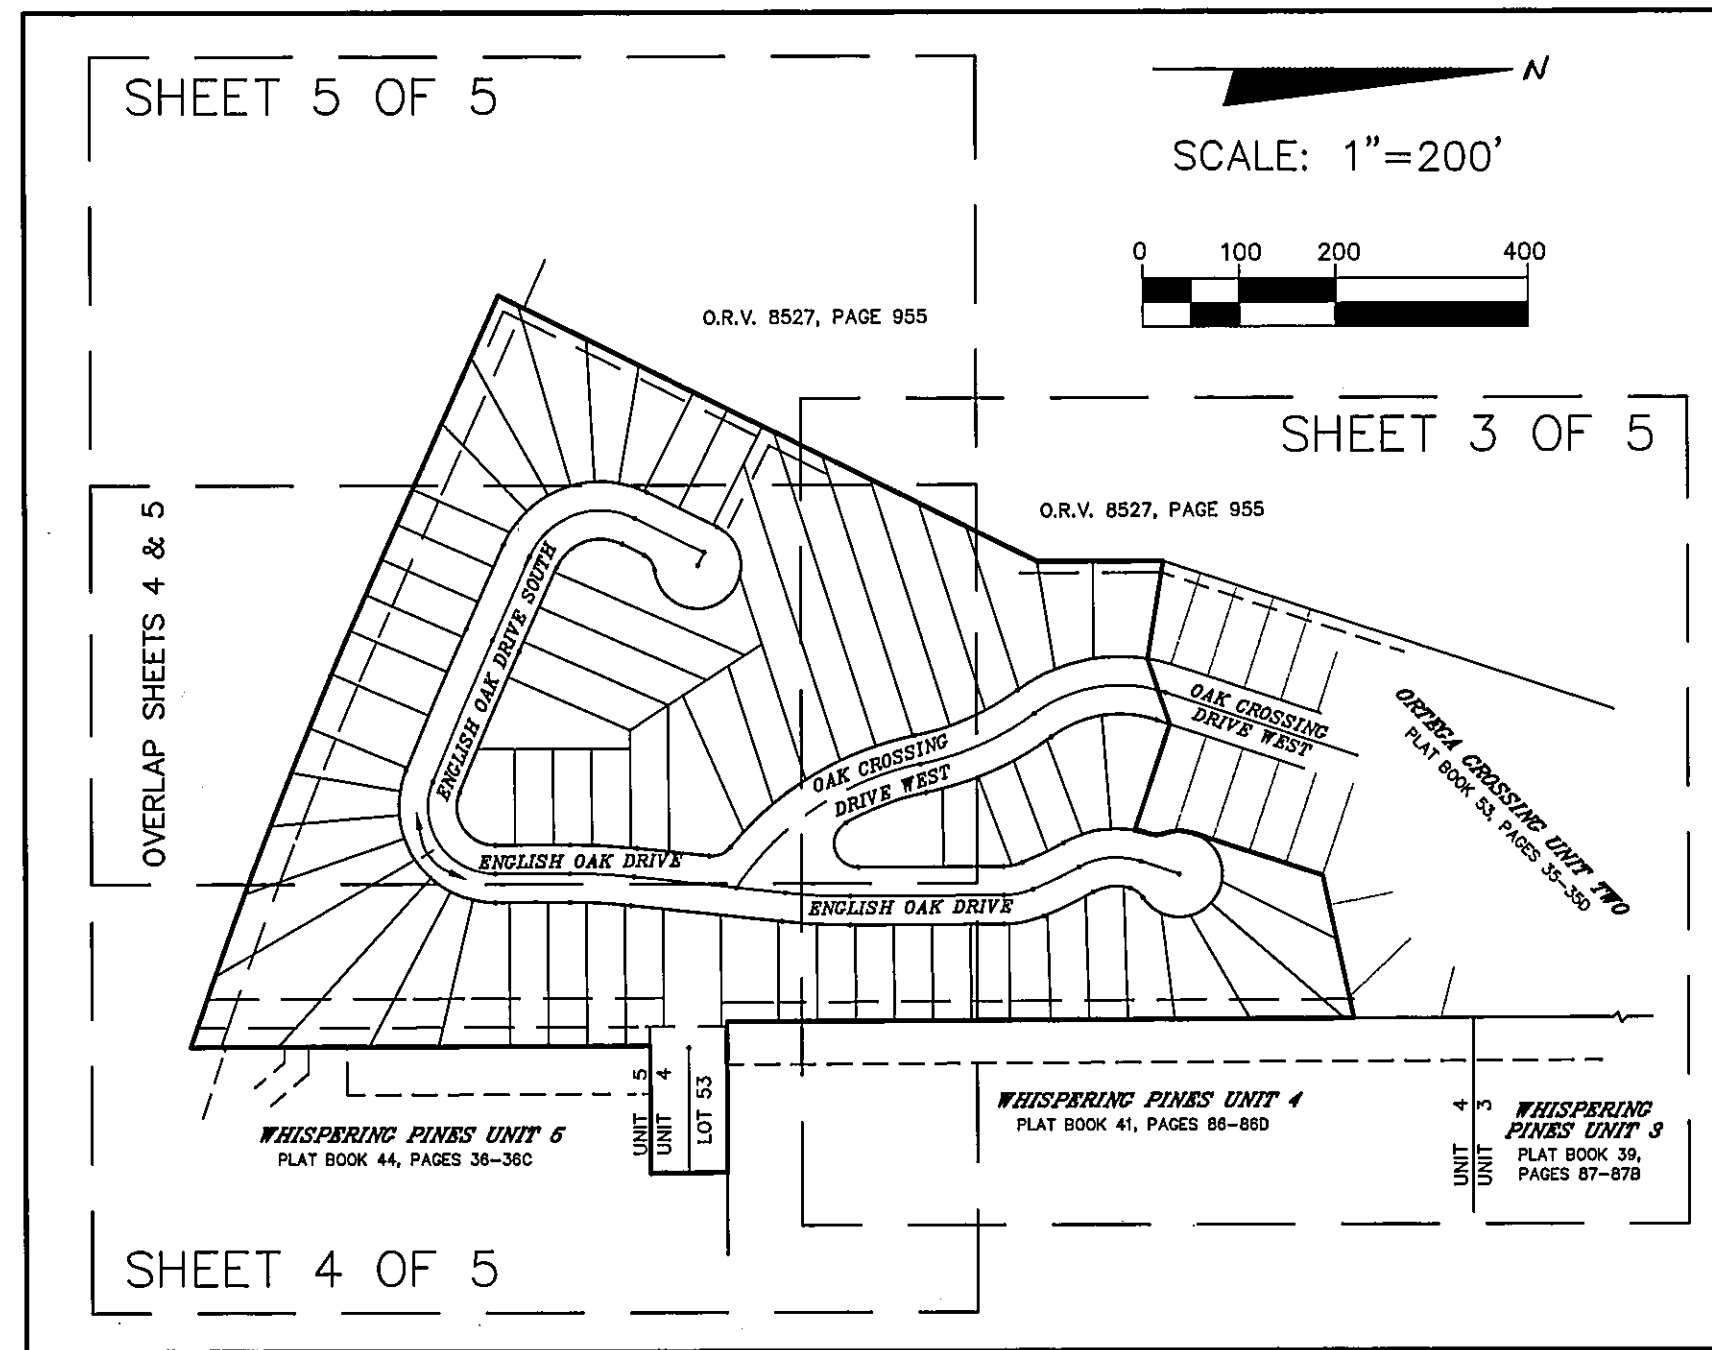 SHEET 5 OF 5
N
SCALE: 1"=200'
0 100 200 400
O.R.V. 8527, PAGE 955
SHEET 3 OF 5
O.R.V. 8527, PAGE 955
OVERLAP SHEETS 4 & 5
ENGLISH OAK DRIVE SOUTH
ENGLISH OAK DRIVE
OAK CROSSING
DRIVE WEST
OAK CROSSING
DRIVE WEST
ENGLISH OAK DRIVE
ORTEGA CROSSING UNIT TWO
PLAT BOOK 53, PAGES 35-35D
UNIT 5
UNIT 4
LOT 53
WHISPERING PINES UNIT 5
PLAT BOOK 44, PAGES 36-36C
WHISPERING PINES UNIT 4
PLAT BOOK 41, PAGES 86-86D
UNIT 4
UNIT 3
WHISPERING
PINES UNIT 3
PLAT BOOK 39,
PAGES 87-87B
SHEET 4 OF 5